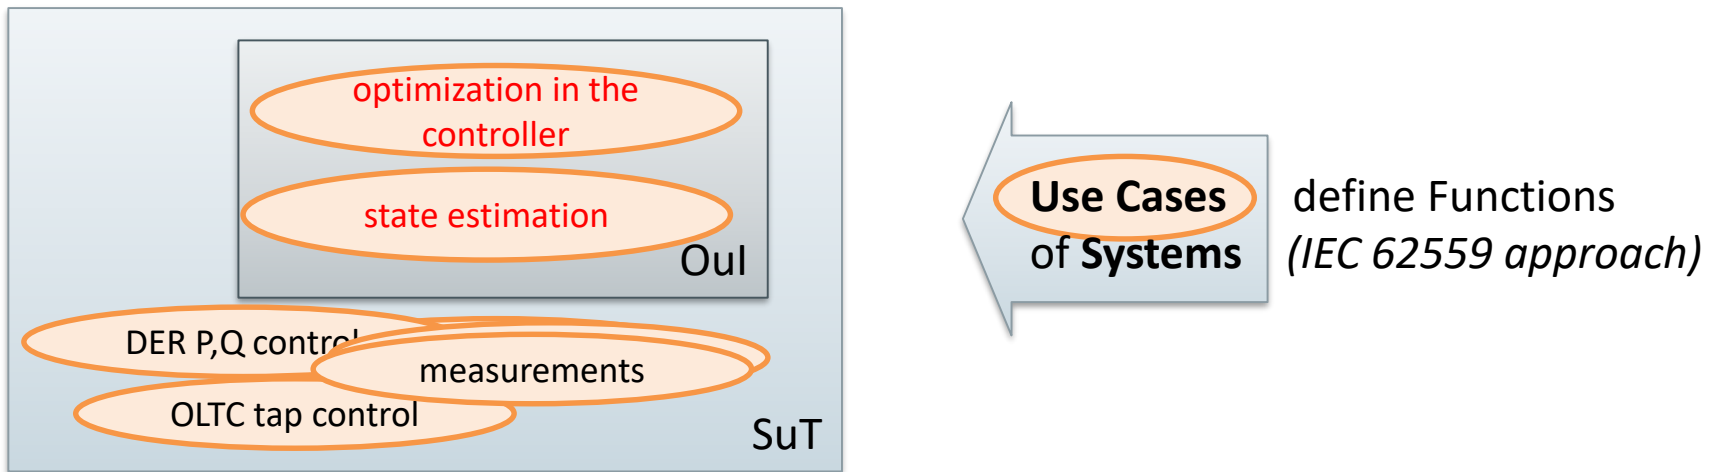 optimization in the
controller
state estimation
OuI
DER P,Q control
measurements
OLTC tap control
SuT
Use Cases
of Systems
define Functions
(IEC 62559 approach)